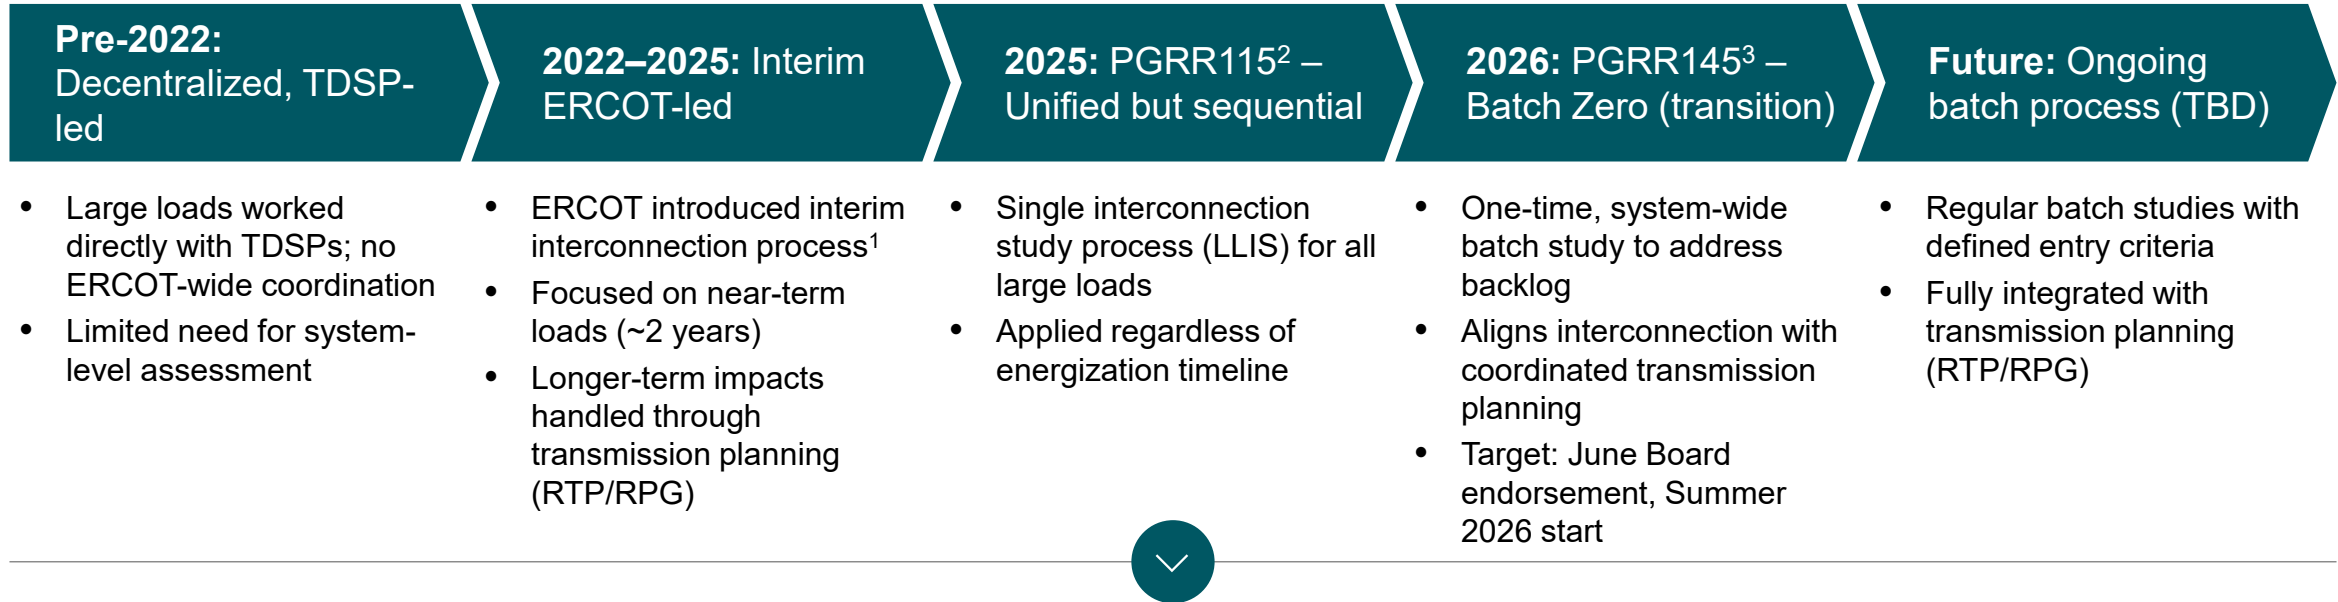 Pre-2022:
Decentralized, TDSP-
led
2022–2025: Interim
ERCOT-led
2025: PGRR115² –
Unified but sequential
2026: PGRR145³ –
Batch Zero (transition)
Future: Ongoing
batch process (TBD)
• Large loads worked
directly with TDSPs; no
ERCOT-wide coordination
• Limited need for system-
level assessment
• ERCOT introduced interim
interconnection process¹
• Focused on near-term
loads (~2 years)
• Longer-term impacts
handled through
transmission planning
(RTP/RPG)
• Single interconnection
study process (LLIS) for all
large loads
• Applied regardless of
energization timeline
• One-time, system-wide
batch study to address
backlog
• Aligns interconnection with
coordinated transmission
planning
• Target: June Board
endorsement, Summer
2026 start
• Regular batch studies with
defined entry criteria
• Fully integrated with
transmission planning
(RTP/RPG)